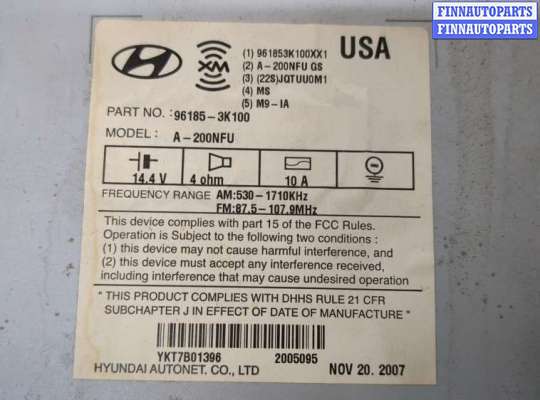 FINNAUTOPARTS
FINNAUTOPARTS
XM
(1) 961853K100XX1
(2) A-200NFU GS
(3) (22S)JQTUU0M1
(4) MS
(5) M9-IA
USA
PART NO. : 96185-3K100
MODEL : A-200NFU
14.4 V 4 ohm 10 A
FREQUENCY RANGE AM:530-1710KHz
FM:87.5-107.9MHz
This device complies with part 15 of the FCC Rules.
Operation is Subject to the following two conditions :
(1) this device may not cause harmful interference, and
(2) this device must accept any interference received,
including interference that may cause undesired operation
" THIS PRODUCT COMPLIES WITH DHHS RULE 21 CFR
SUBCHAPTER J IN EFFECT OF DATE OF MANUFACTURE "
YKT7B01396 2005095
HYUNDAI AUTONET. CO., LTD NOV 20. 2007